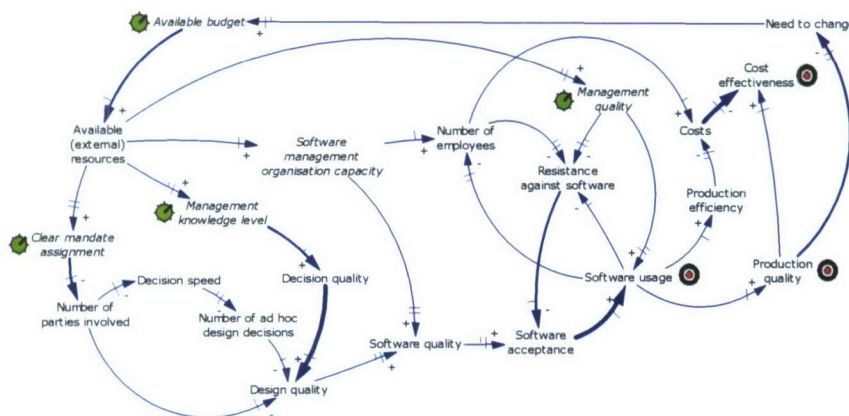 Available budget
Need to change
Cost
effectiveness
Management
quality
Available
(external)
resources
Software
management
organisation capacity
Number of
employees
Costs
Resistance
against software
Production
efficiency
Management
knowledge level
Clear mandate
assignment
Decision speed
Decision quality
Software usage
Production
quality
Number of
parties involved
Number of ad hoc
design decisions
Software quality
Software
acceptance
Design quality